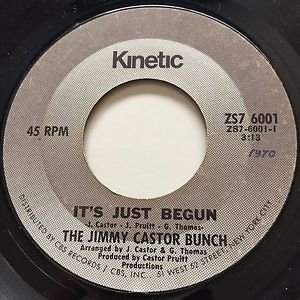 Kinetic
45 RPM
ZS7 6001
ZS7-6001-1
3:13
1970
IT'S JUST BEGUN
J. Castor - J. Pruitt - G. Thomas
THE JIMMY CASTOR BUNCH
Arranged by J. Castor & G. Thomas
Produced by Castor Pruitt
Productions
DISTRIBUTED BY CBS RECORDS / CBS, INC., 51 WEST 52 STREET, NEW YORK CITY